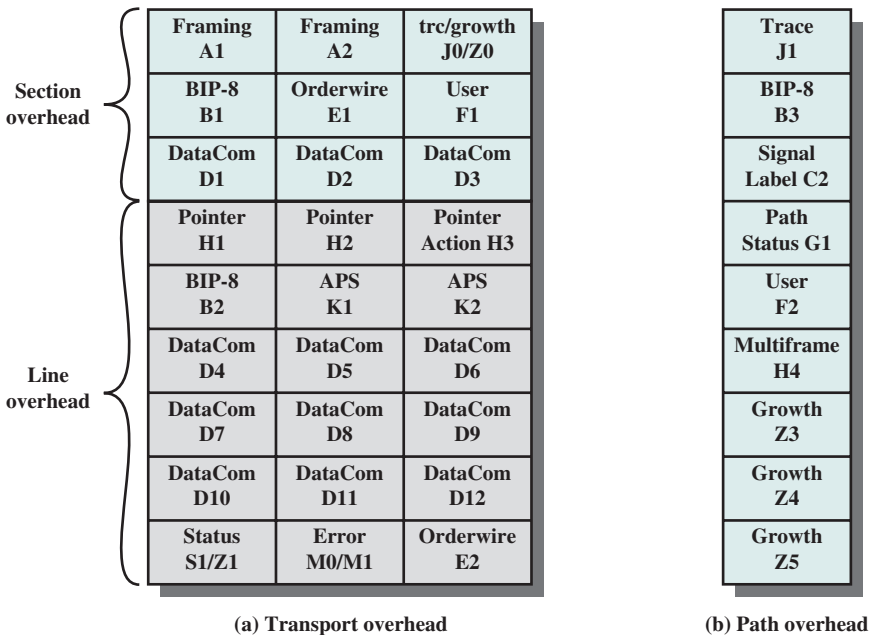 Section
overhead
Framing
A1
Framing
A2
trc/growth
J0/Z0
BIP-8
B1
Orderwire
E1
User
F1
DataCom
D1
DataCom
D2
DataCom
D3
Line
overhead
Pointer
H1
Pointer
H2
Pointer
Action H3
BIP-8
B2
APS
K1
APS
K2
DataCom
D4
DataCom
D5
DataCom
D6
DataCom
D7
DataCom
D8
DataCom
D9
DataCom
D10
DataCom
D11
DataCom
D12
Status
S1/Z1
Error
M0/M1
Orderwire
E2
(a) Transport overhead
Trace
J1
BIP-8
B3
Signal
Label C2
Path
Status G1
User
F2
Multiframe
H4
Growth
Z3
Growth
Z4
Growth
Z5
(b) Path overhead